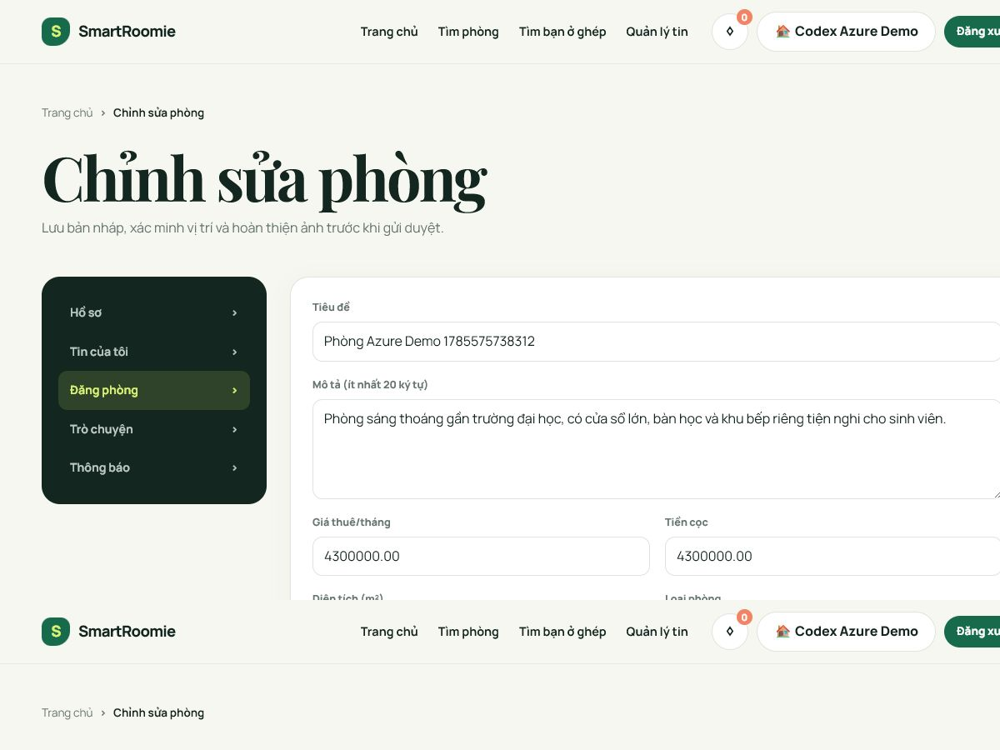 S SmartRoomie Trang chủ Tìm phòng Tìm bạn ở ghép Quản lý tin 0 Codex Azure Demo Đăng
Trang chủ › Chỉnh sửa phòng
Chỉnh sửa phòng
Lưu bản nháp, xác minh vị trí và hoàn thiện ảnh trước khi gửi duyệt.
Hồ sơ ›
Tin của tôi ›
Đăng phòng ›
Trò chuyện ›
Thông báo ›
Tiêu đề
Phòng Azure Demo 1785575738312
Mô tả (ít nhất 20 ký tự)
Phòng sáng thoáng gần trường đại học, có cửa sổ lớn, bàn học và khu bếp riêng tiện nghi cho sinh viên.
Giá thuê/tháng Tiền cọc
4300000.00 4300000.00
Diện tích (m²) Loại phòng
S SmartRoomie Trang chủ Tìm phòng Tìm bạn ở ghép Quản lý tin 0 Codex Azure Demo Đăng
Trang chủ › Chỉnh sửa phòng